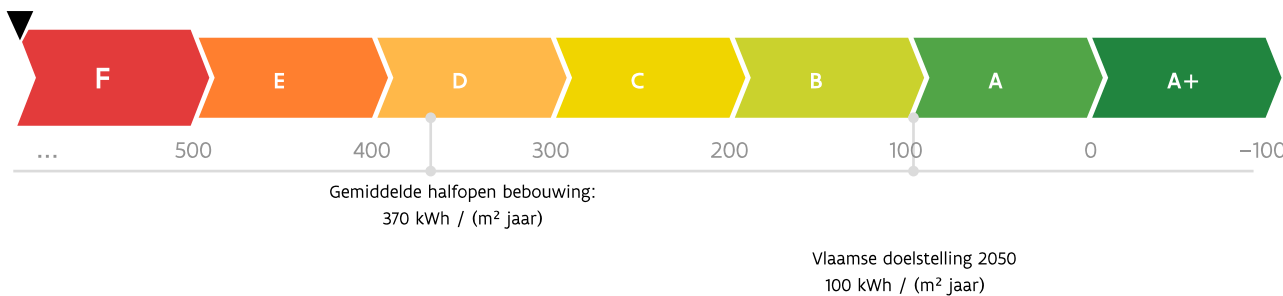 F E D C B A A+
... 500 400 300 200 100 0 −100
Gemiddelde halfopen bebouwing:
370 kWh / (m² jaar)
Vlaamse doelstelling 2050
100 kWh / (m² jaar)